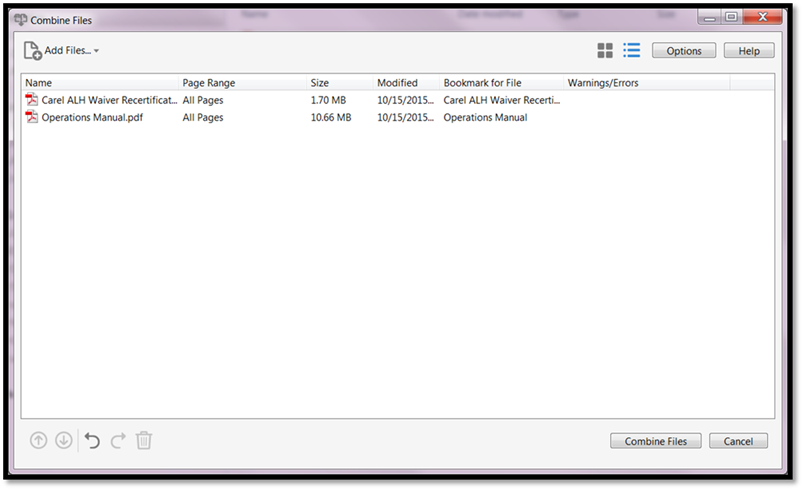 Combine Files
Add Files...
Options
Help
Name Page Range Size Modified Bookmark for File Warnings/Errors
Carel ALH Waiver Recertificat... All Pages 1.70 MB 10/15/2015... Carel ALH Waiver Recerti...
Operations Manual.pdf All Pages 10.66 MB 10/15/2015... Operations Manual
Combine Files
Cancel